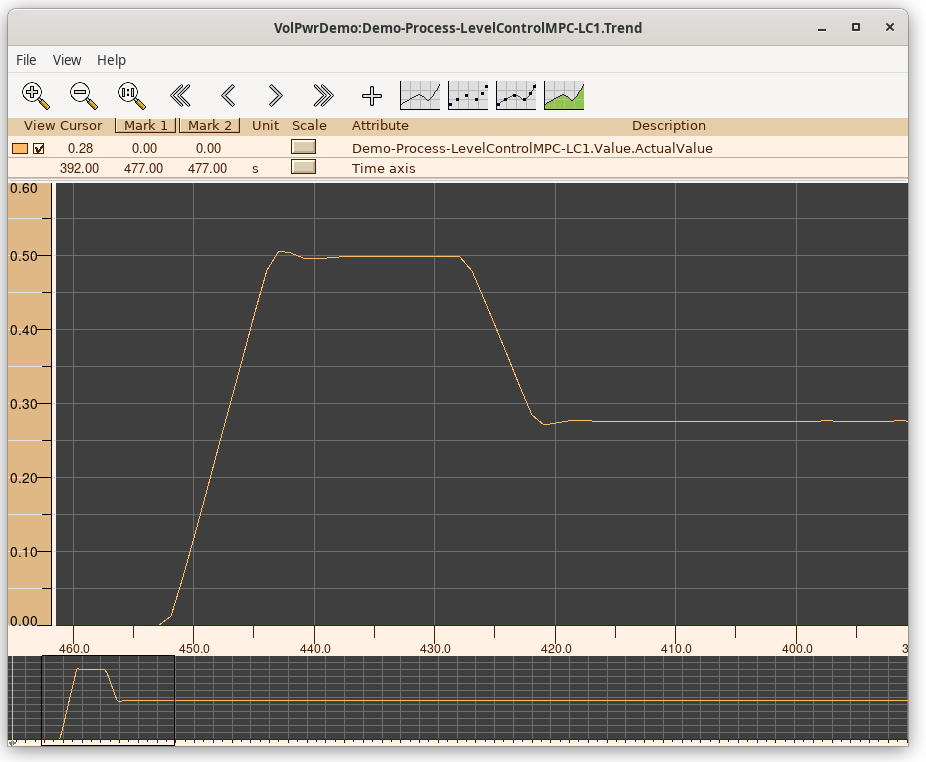 VolPwrDemo:Demo-Process-LevelControlMPC-LC1.Trend
File View Help
View Cursor Mark 1 Mark 2 Unit Scale Attribute Description
0.28 0.00 0.00 Demo-Process-LevelControlMPC-LC1.Value.ActualValue
392.00 477.00 477.00 s Time axis
0.60
0.50
0.40
0.30
0.20
0.10
0.00
460.0 450.0 440.0 430.0 420.0 410.0 400.0 3